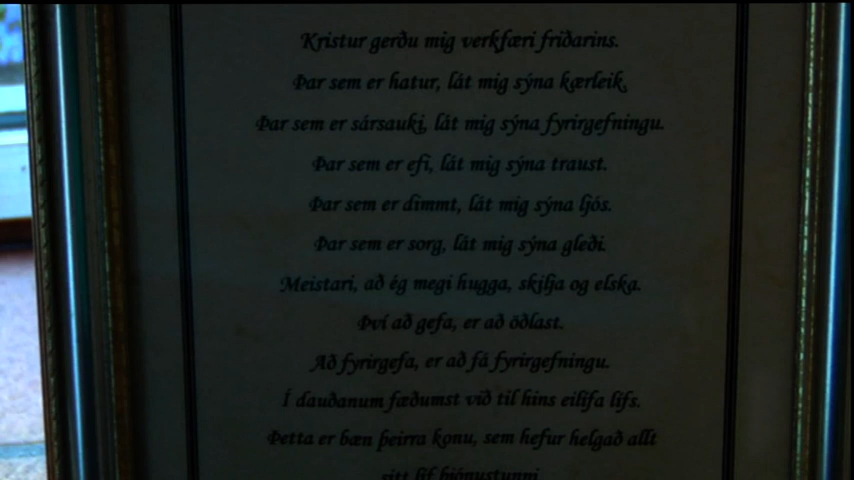 Kristur gerðu mig verkfæri friðarins.
Þar sem er hatur, lát mig sýna kærleik.
Þar sem er sársauki, lát mig sýna fyrirgefningu.
Þar sem er efi, lát mig sýna traust.
Þar sem er dimmt, lát mig sýna ljós.
Þar sem er sorg, lát mig sýna gleði.
Meistari, að ég megi hugga, skilja og elska.
Því að gefa, er að öðlast.
Að fyrirgefa, er að fá fyrirgefningu.
Í dauðanum fæðumst við til hins eilífa lífs.
Þetta er bæn þeirra konu, sem hefur helgað allt
sitt líf þjónustunni